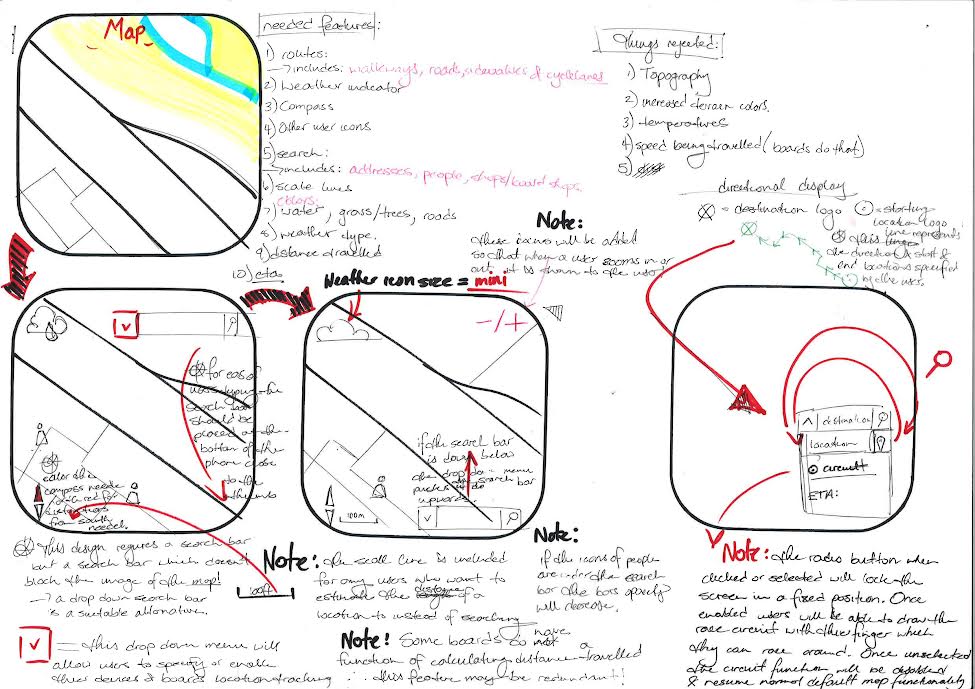 Map
needed features:
1) routes:
→ includes: walkways, roads, sidewalks & cyclelanes
2) Weather indicator
3) Compass
4) Other user icons
5) search:
→ includes: addresses, people, shops/board shops.
6) scale lines
colors:
7) water, grass/trees, roads
8) weather type.
9) distance travelled
10) eta
Things rejected:
1) Topography
2) increased terrain colors.
3) temperatures
4) speed being travelled (boards do that)
5)
directional display
= destination logo
= starting
location logo
line represents
the direction of start &
end locations specified
by the user.
Note:
these icons will be added
so that when a user zooms in or
out it is shown to the user
Weather icon size = mini
-/+
for ease of
use typing the
search bar
should be
placed at the
bottom of the
phone close
to the
thumb
color the
compass needle
from south
needle.
if the search bar
is down below
the drop down menu
the search bar
upwards.
100m
destination
location
circuit
ETA:
This design requires a search bar
but a search bar which doesn't
block the image of the map!
→ a drop down search bar
is a suitable alternative.
100ft
V = this drop down menu will
allow users to specify or enable
their devices & boards location tracking
Note: the scale line is included
for any users who want to
estimate the distance of a
location to instead of searching
Note! Some boards do have a
function of calculating distance travelled
∴ this feature may be redundant!
Note:
If the icons of people
are under the search
bar the bars opacity
will decrease.
Note: the radio button when
clicked or selected will lock the
screen in a fixed position. Once
enabled users will be able to draw the
race circuit with their finger which
they can race around. Once unselected
the circuit function will be disabled
& resume normal default map functionality